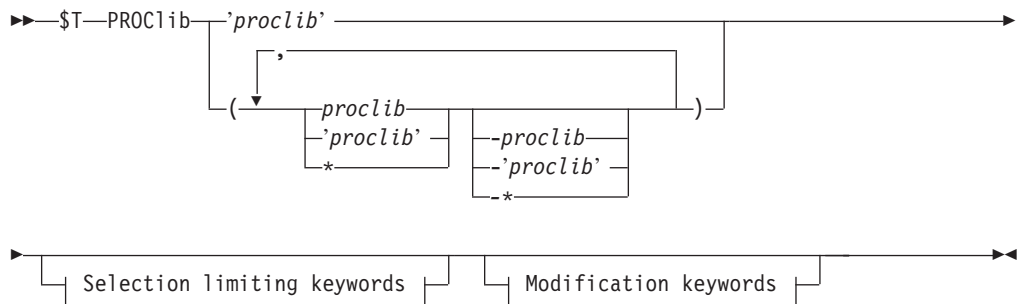 $T PROClib 'proclib'
,
( proclib -proclib )
'proclib' -'proclib'
* -*
Selection limiting keywords Modification keywords